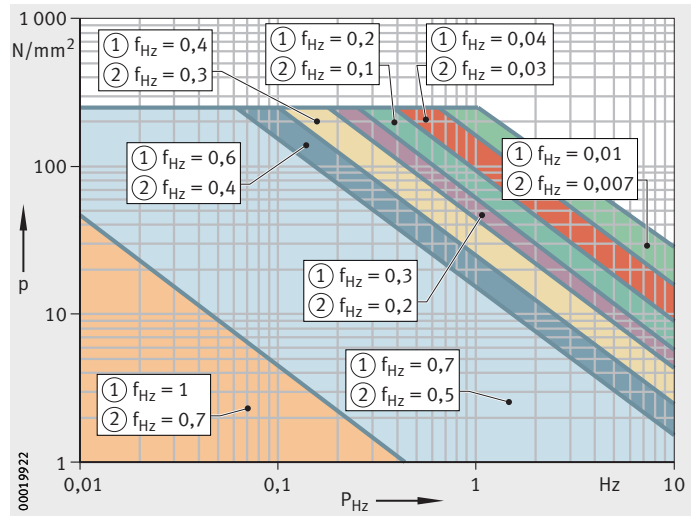 1 000
N/mm²
100
p
10
1
① fHz = 0,4
② fHz = 0,3
① fHz = 0,2
② fHz = 0,1
① fHz = 0,04
② fHz = 0,03
① fHz = 0,6
② fHz = 0,4
① fHz = 0,01
② fHz = 0,007
① fHz = 0,3
② fHz = 0,2
① fHz = 1
② fHz = 0,7
① fHz = 0,7
② fHz = 0,5
0,01
0,1
1
Hz
10
PHz
00019922